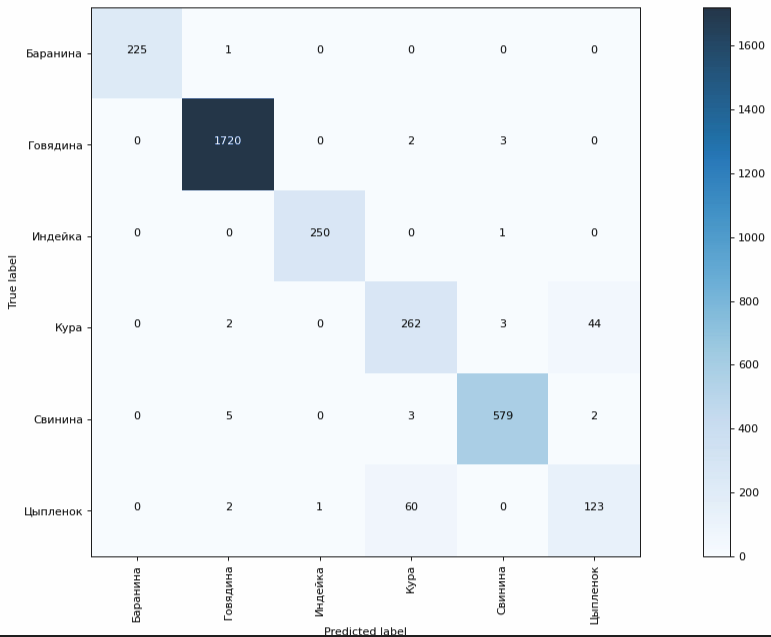 True label
Баранина 225 1 0 0 0 0
Говядина 0 1720 0 2 3 0
Индейка 0 0 250 0 1 0
Кура 0 2 0 262 3 44
Свинина 0 5 0 3 579 2
Цыпленок 0 2 1 60 0 123
Баранина Говядина Индейка Кура Свинина Цыпленок
Predicted label
1600
1400
1200
1000
800
600
400
200
0